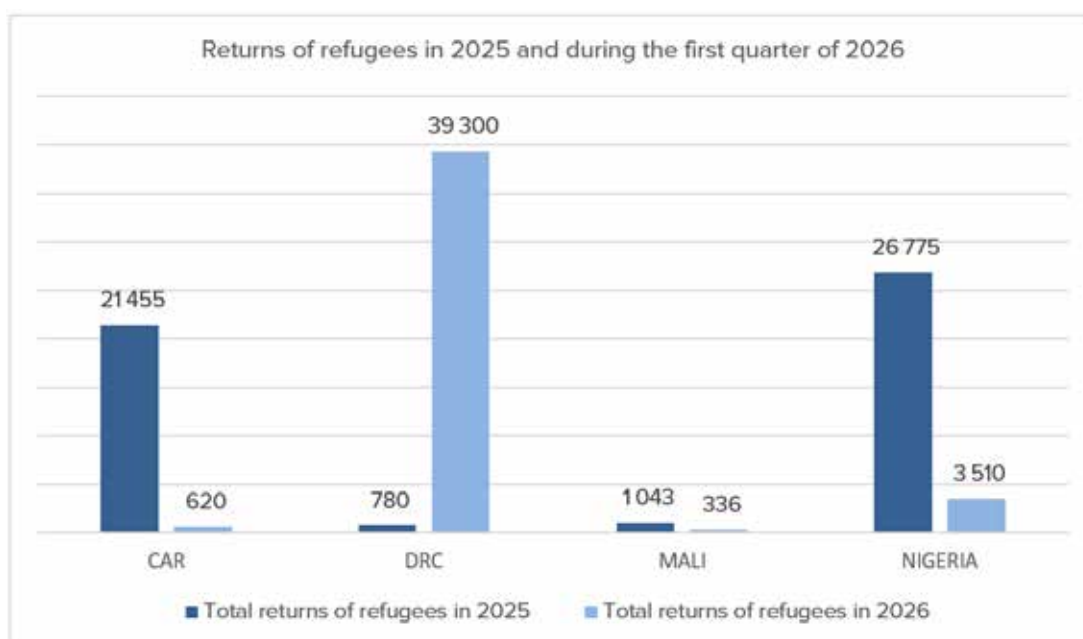 Returns of refugees in 2025 and during the first quarter of 2026
39 300
26 775
21 455
3 510
620
780
1 043
336
CAR DRC MALI NIGERIA
Total returns of refugees in 2025 Total returns of refugees in 2026